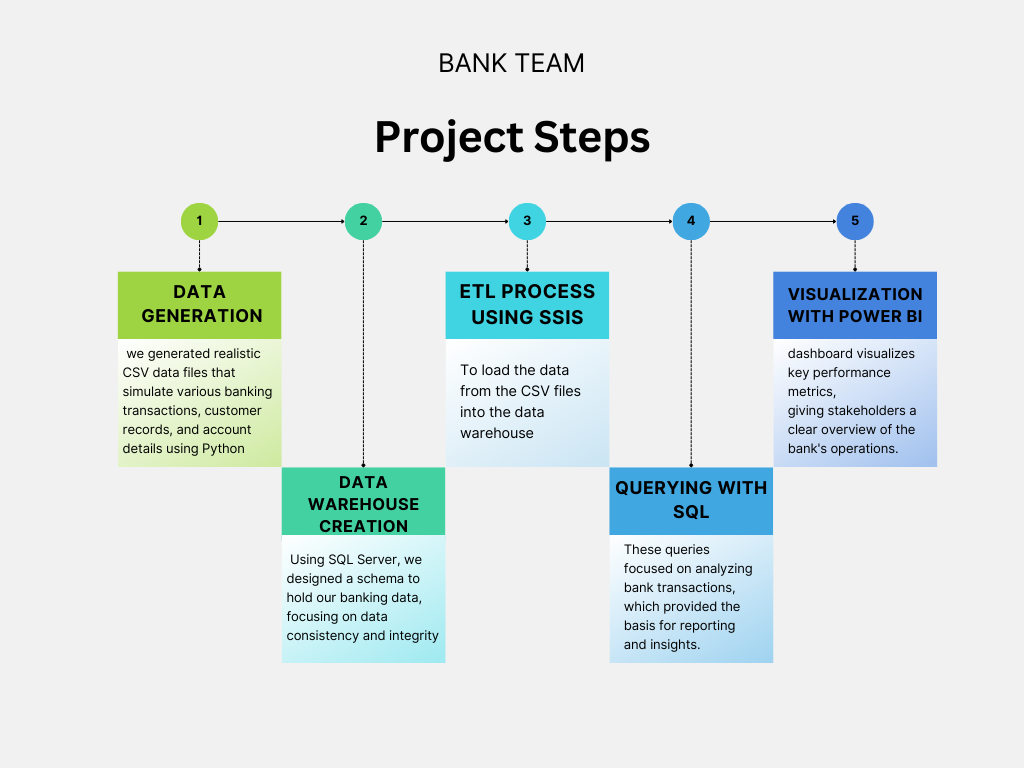 BANK TEAM
Project Steps
1
2
3
4
5
DATA
GENERATION
we generated realistic
CSV data files that
simulate various banking
transactions, customer
records, and account
details using Python
DATA
WAREHOUSE
CREATION
Using SQL Server, we
designed a schema to
hold our banking data,
focusing on data
consistency and integrity
ETL PROCESS
USING SSIS
To load the data
from the CSV files
into the data
warehouse
QUERYING WITH
SQL
These queries
focused on analyzing
bank transactions,
which provided the
basis for reporting
and insights.
VISUALIZATION
WITH POWER BI
dashboard visualizes
key performance
metrics,
giving stakeholders a
clear overview of the
bank's operations.